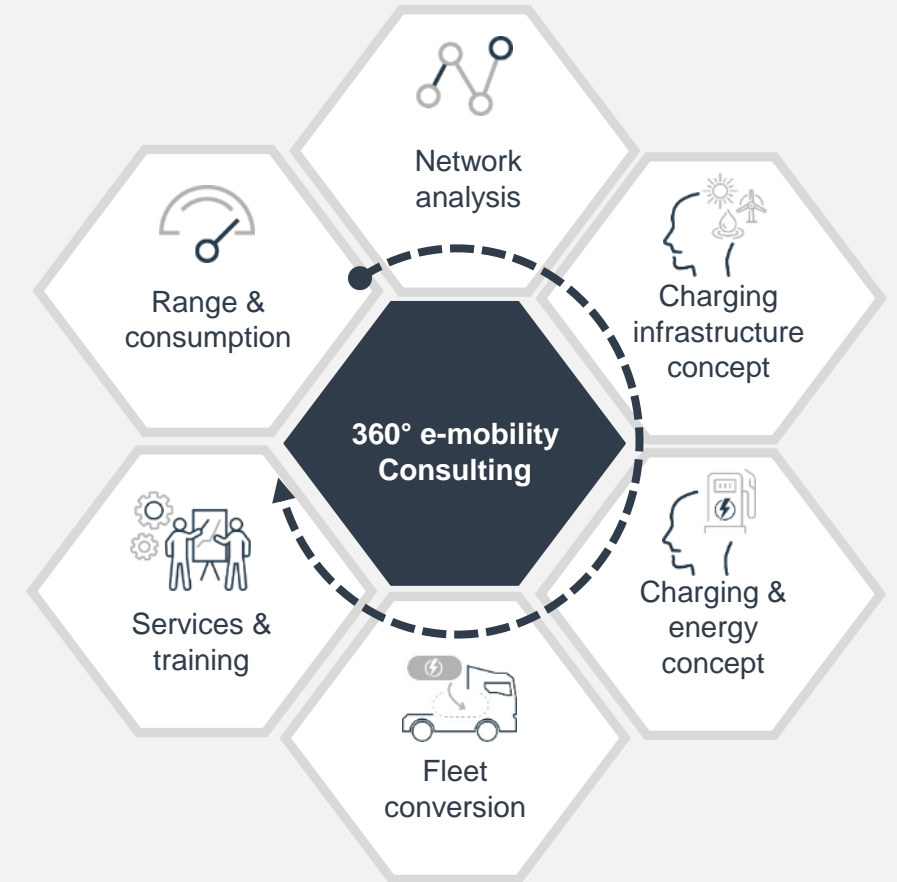 Network
analysis
Range &
consumption
Charging
infrastructure
concept
360° e-mobility
Consulting
Services &
training
Charging &
energy
concept
Fleet
conversion